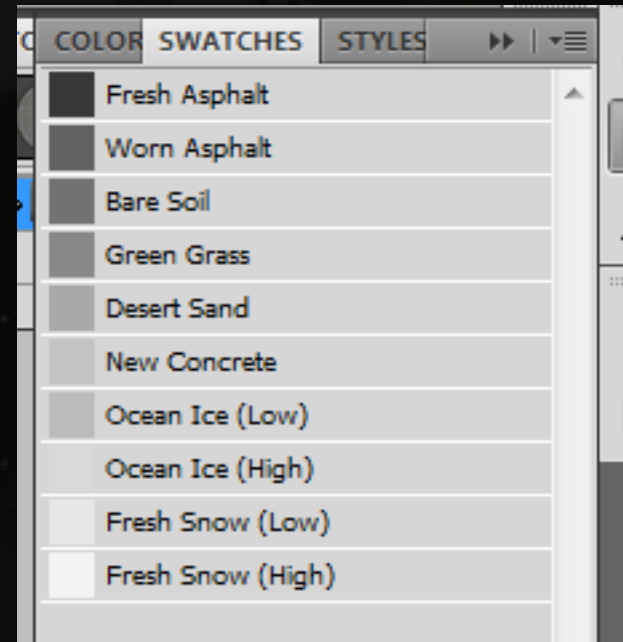 COLOR SWATCHES STYLES
Fresh Asphalt
Worn Asphalt
Bare Soil
Green Grass
Desert Sand
New Concrete
Ocean Ice (Low)
Ocean Ice (High)
Fresh Snow (Low)
Fresh Snow (High)